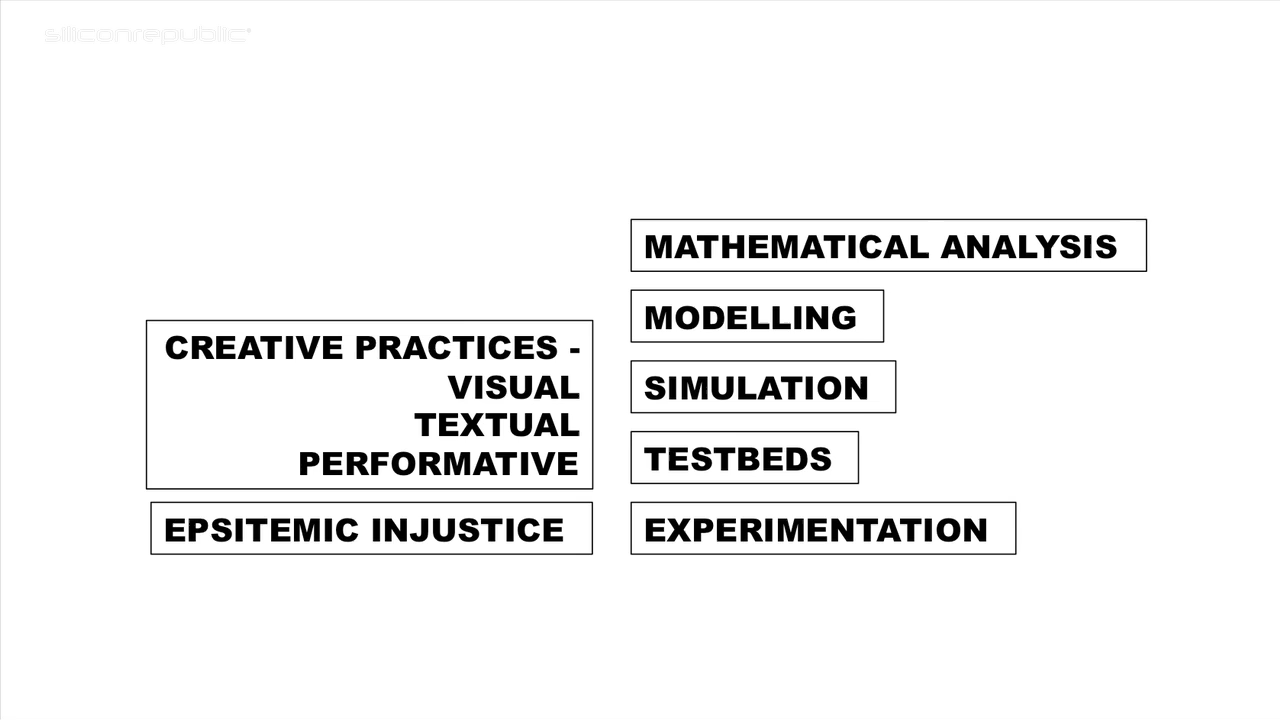 siliconrepublic
CREATIVE PRACTICES -
VISUAL
TEXTUAL
PERFORMATIVE
EPSITEMIC INJUSTICE
MATHEMATICAL ANALYSIS
MODELLING
SIMULATION
TESTBEDS
EXPERIMENTATION